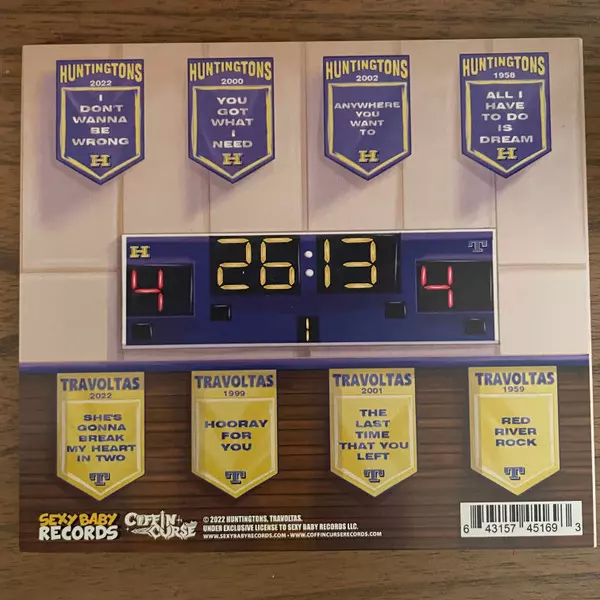 HUNTINGTONS
2022
I
DON'T
WANNA
BE
WRONG
H
HUNTINGTONS
2000
YOU
GOT
WHAT
I
NEED
H
HUNTINGTONS
2002
ANYWHERE
YOU
WANT
TO
H
HUNTINGTONS
1958
ALL I
HAVE
TO DO
IS
DREAM
H
H
T
26:13
4
4
1
TRAVOLTAS
2022
SHE'S
GONNA
BREAK
MY HEART
IN TWO
T
TRAVOLTAS
1999
HOORAY
FOR
YOU
T
TRAVOLTAS
2001
THE
LAST
TIME
THAT YOU
LEFT
T
TRAVOLTAS
1959
RED
RIVER
ROCK
T
SEXY BABY
RECORDS
COFFIN
CURSE
© 2022 HUNTINGTONS, TRAVOLTAS.
UNDER EXCLUSIVE LICENSE TO SEXY BABY RECORDS LLC.
WWW.SEXYBABYRECORDS.COM - WWW.COFFINCURSERECORDS.COM
6 43157 45169 3